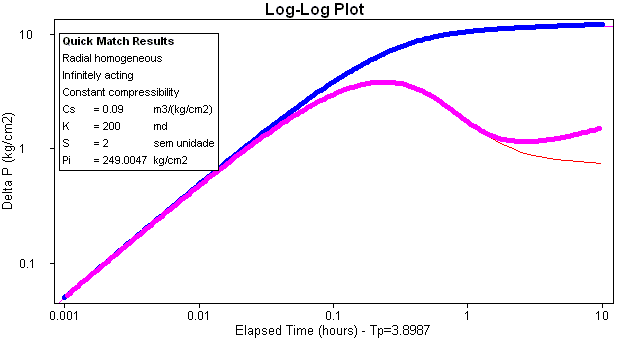 Log-Log Plot
Quick Match Results
Radial homogeneous
Infinitely acting
Constant compressibility
Cs = 0.09 m3/(kg/cm2)
K = 200 md
S = 2 sem unidade
Pi = 249.0047 kg/cm2
Delta P (kg/cm2)
10
1
0.1
0.001 0.01 0.1 1 10
Elapsed Time (hours) - Tp=3.8987